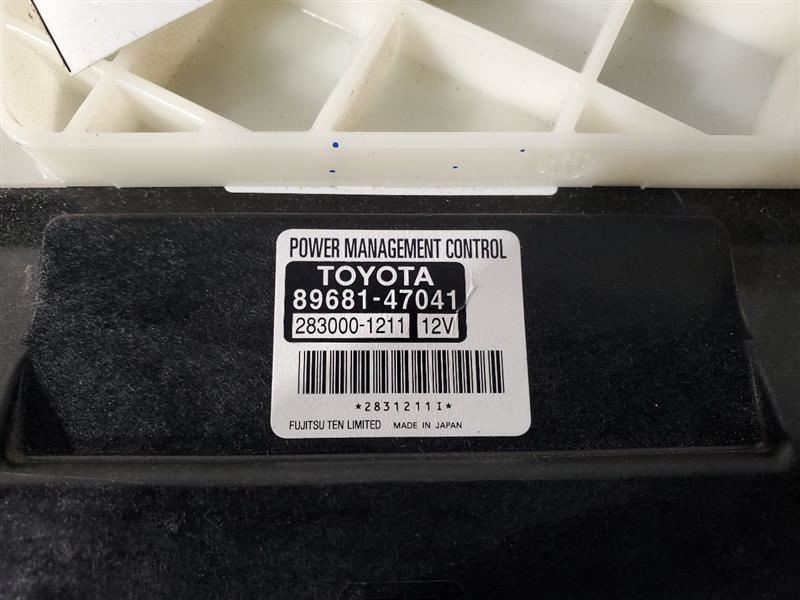 POWER MANAGEMENT CONTROL
TOYOTA
89681-47041
283000-1211 12V
*2831211I*
FUJITSU TEN LIMITED MADE IN JAPAN